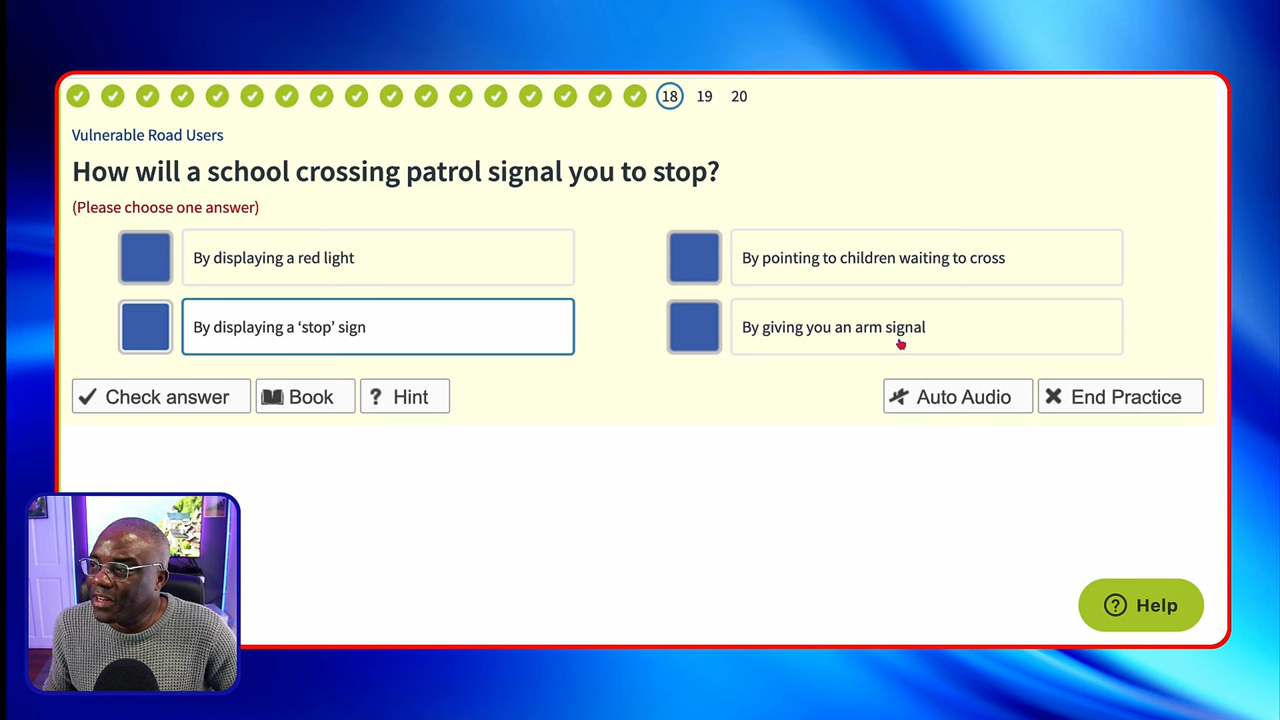 18 19 20
Vulnerable Road Users
How will a school crossing patrol signal you to stop?
(Please choose one answer)
By displaying a red light
By pointing to children waiting to cross
By displaying a ‘stop’ sign
By giving you an arm signal
Check answer
Book
? Hint
Auto Audio
End Practice
? Help